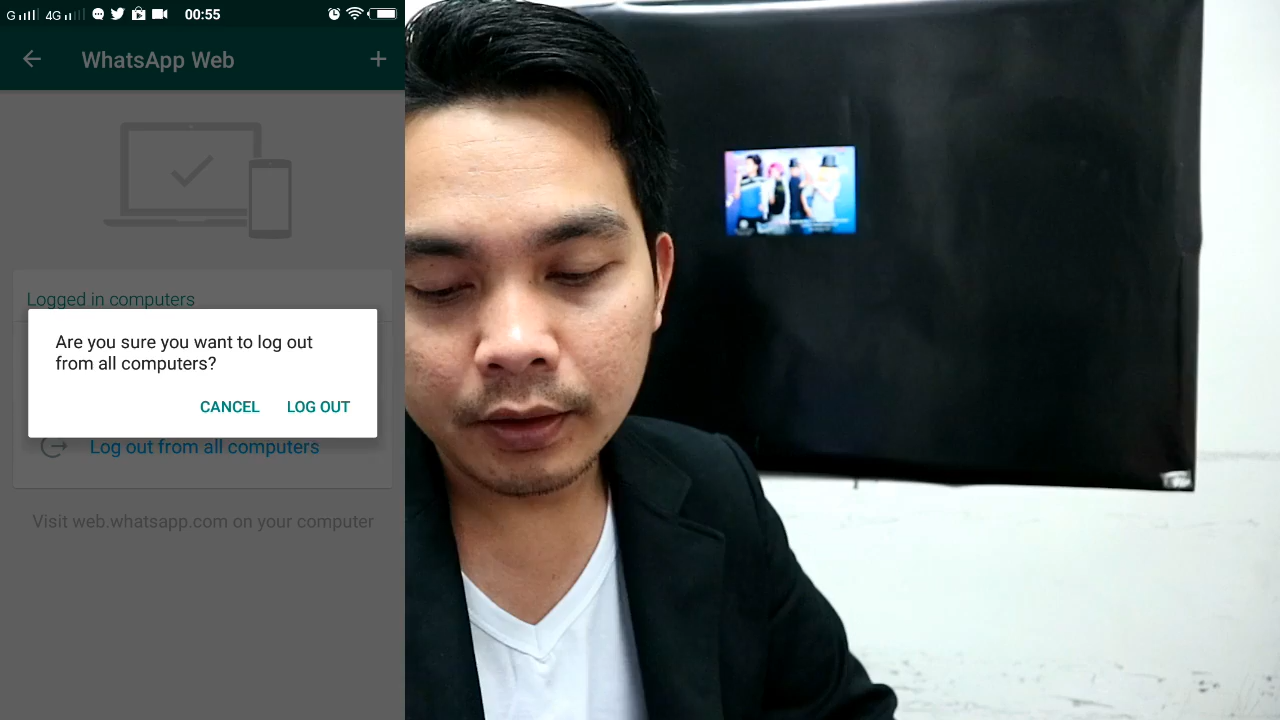 G 4G 00:55
WhatsApp Web
Logged in computers
Are you sure you want to log out
from all computers?
CANCEL LOG OUT
Log out from all computers
Visit web.whatsapp.com on your computer